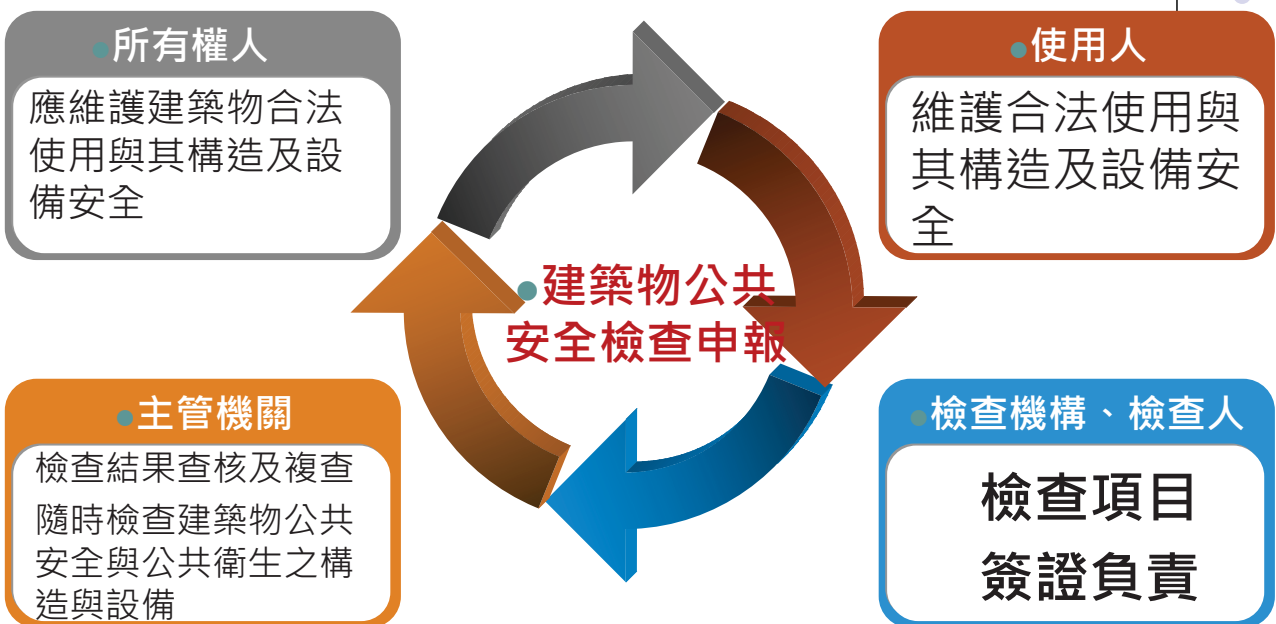 所有權人
應維護建築物合法
使用與其構造及設
備安全
使用人
維護合法使用與
其構造及設備安
全
建築物公共
安全檢查申報
主管機關
檢查結果查核及複查
隨時檢查建築物公共
安全與公共衛生之構
造與設備
檢查機構、檢查人
檢查項目
簽證負責